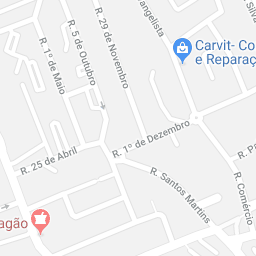 R. 1º de Maio
R. 5 de Outubro
R. 29 de Novembro
Carvit- Co
e Reparaç
R. 1º de Dezembro
R. 25 de Abril
R. Santos Martins
R. Comércio